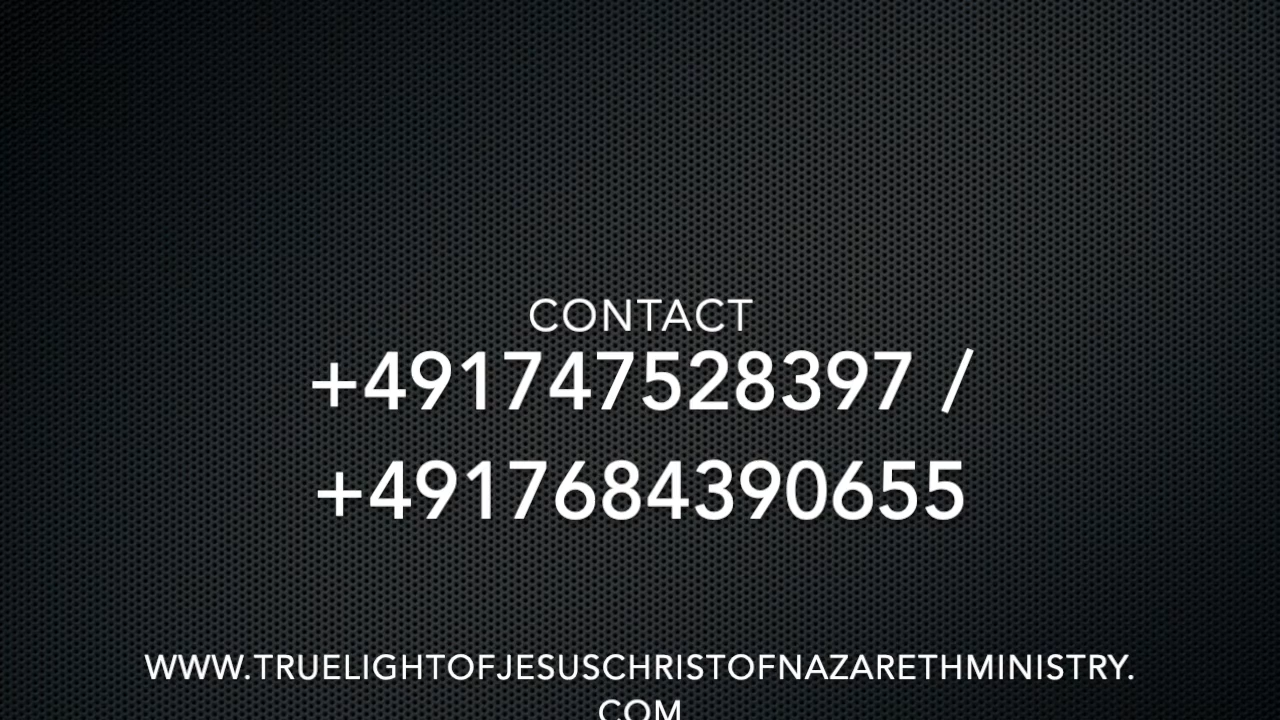 CONTACT
+491747528397 /
+4917684390655
WWW.TRUELIGHTOFJESUSCHRISTOFNAZARETHMINISTRY.
COM